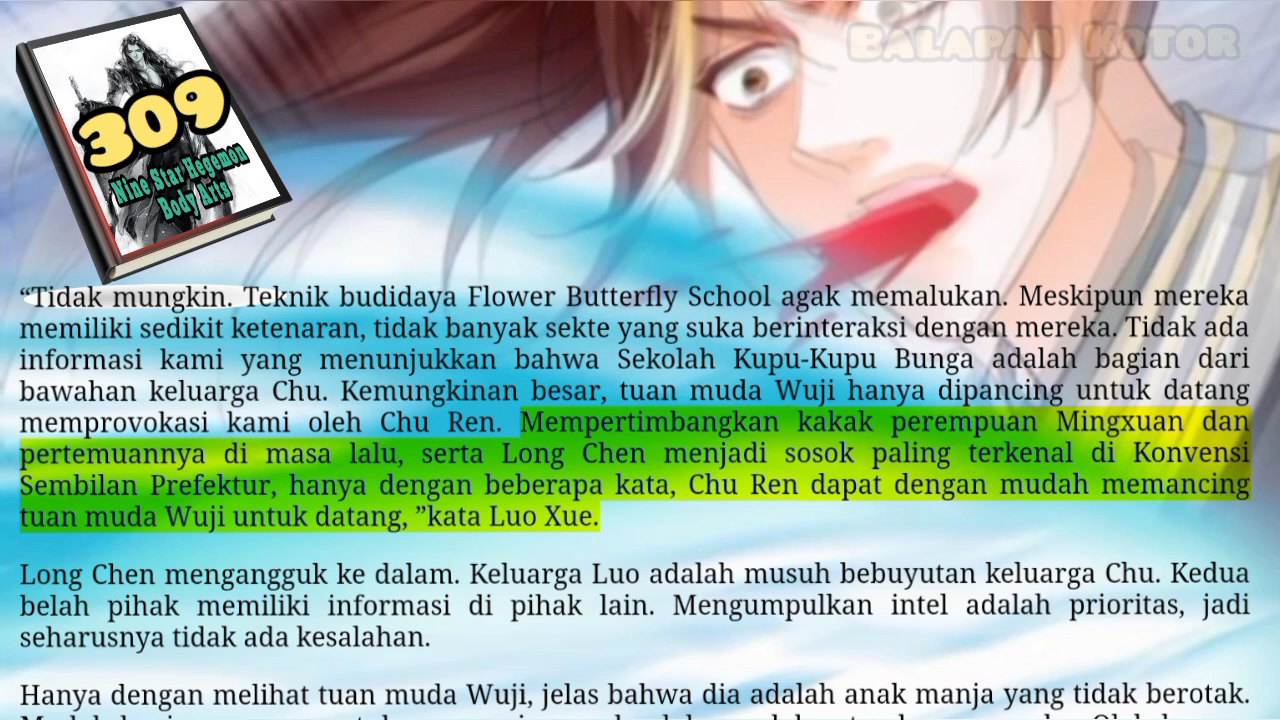 BALAPAN KOTOR
309
Nine Star Hegemon
Body Arts
“Tidak mungkin. Teknik budidaya Flower Butterfly School agak memalukan. Meskipun mereka
memiliki sedikit ketenaran, tidak banyak sekte yang suka berinteraksi dengan mereka. Tidak ada
informasi kami yang menunjukkan bahwa Sekolah Kupu-Kupu Bunga adalah bagian dari
bawahan keluarga Chu. Kemungkinan besar, tuan muda Wuji hanya dipancing untuk datang
memprovokasi kami oleh Chu Ren. Mempertimbangkan kakak perempuan Mingxuan dan
pertemuannya di masa lalu, serta Long Chen menjadi sosok paling terkenal di Konvensi
Sembilan Prefektur, hanya dengan beberapa kata, Chu Ren dapat dengan mudah memancing
tuan muda Wuji untuk datang, ”kata Luo Xue.
Long Chen mengangguk ke dalam. Keluarga Luo adalah musuh bebuyutan keluarga Chu. Kedua
belah pihak memiliki informasi di pihak lain. Mengumpulkan intel adalah prioritas, jadi
seharusnya tidak ada kesalahan.
Hanya dengan melihat tuan muda Wuji, jelas bahwa dia adalah anak manja yang tidak berotak.